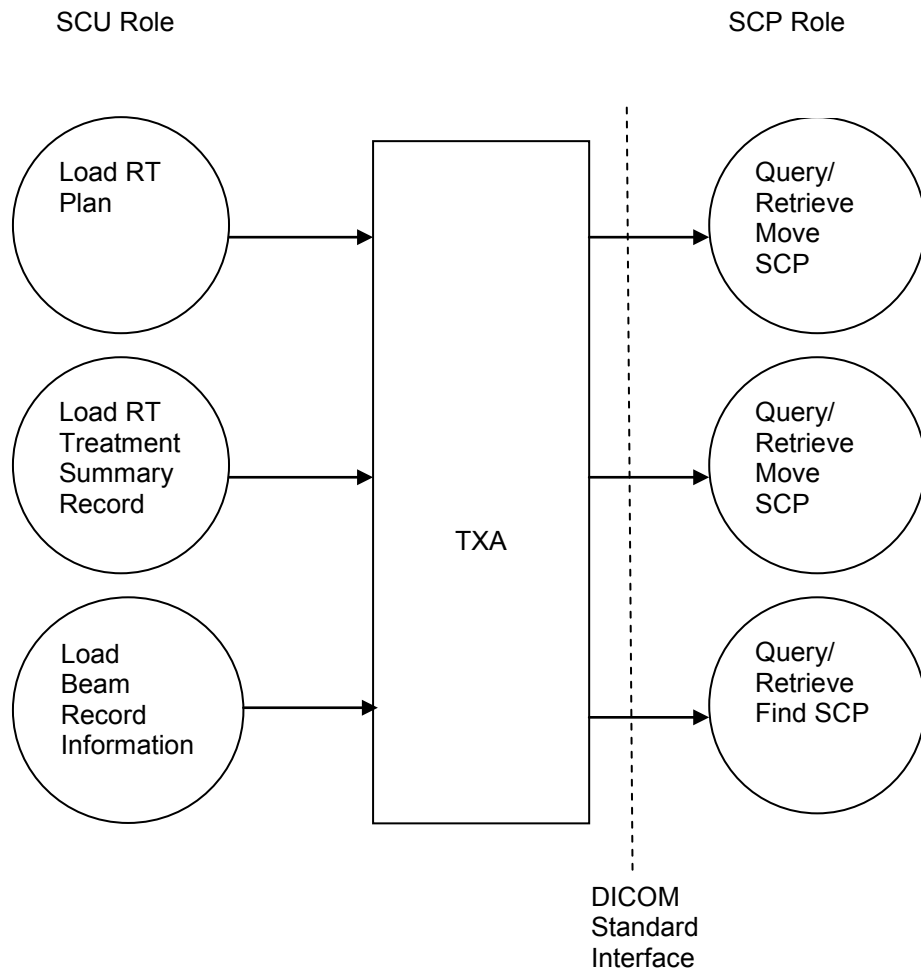 SCU Role
SCP Role
Load RT
Plan
Query/
Retrieve
Move
SCP
Load RT
Treatment
Summary
Record
Query/
Retrieve
Move
SCP
TXA
Load
Beam
Record
Information
Query/
Retrieve
Find SCP
DICOM
Standard
Interface